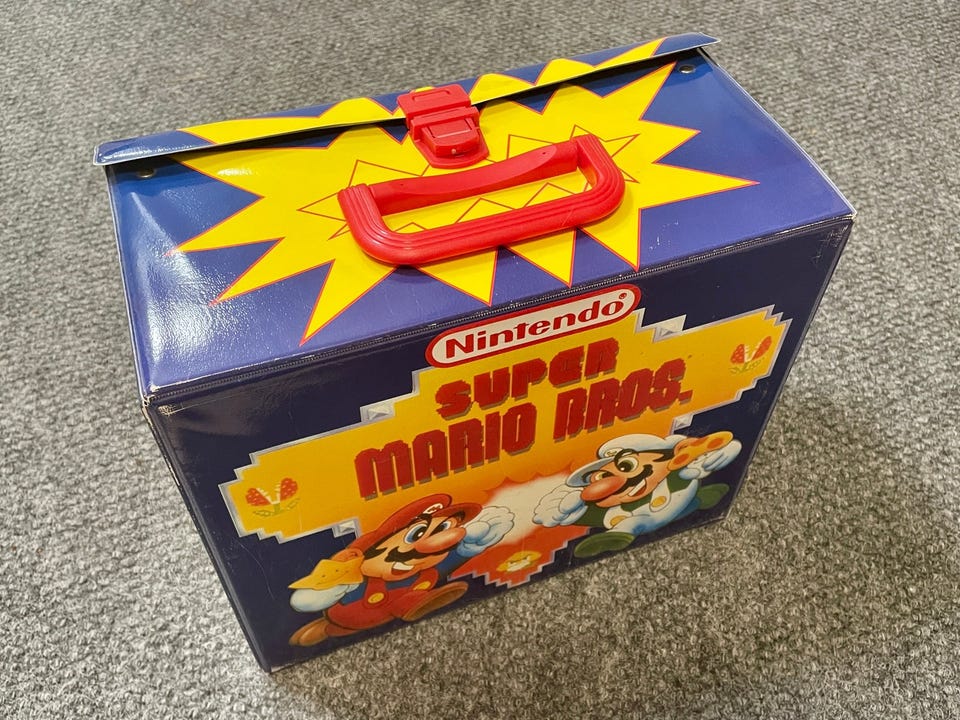 Nintendo®
SUPER
MARIO BROS.